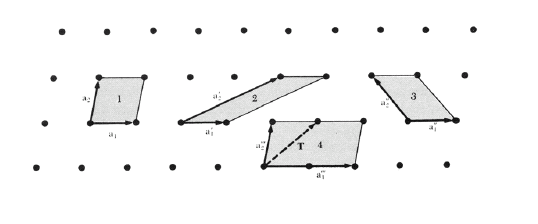 a₂ 1 a₁
a₂′ 2 a₁′
a₂″ 3 a₁″
a₂‴ T 4 a₁‴